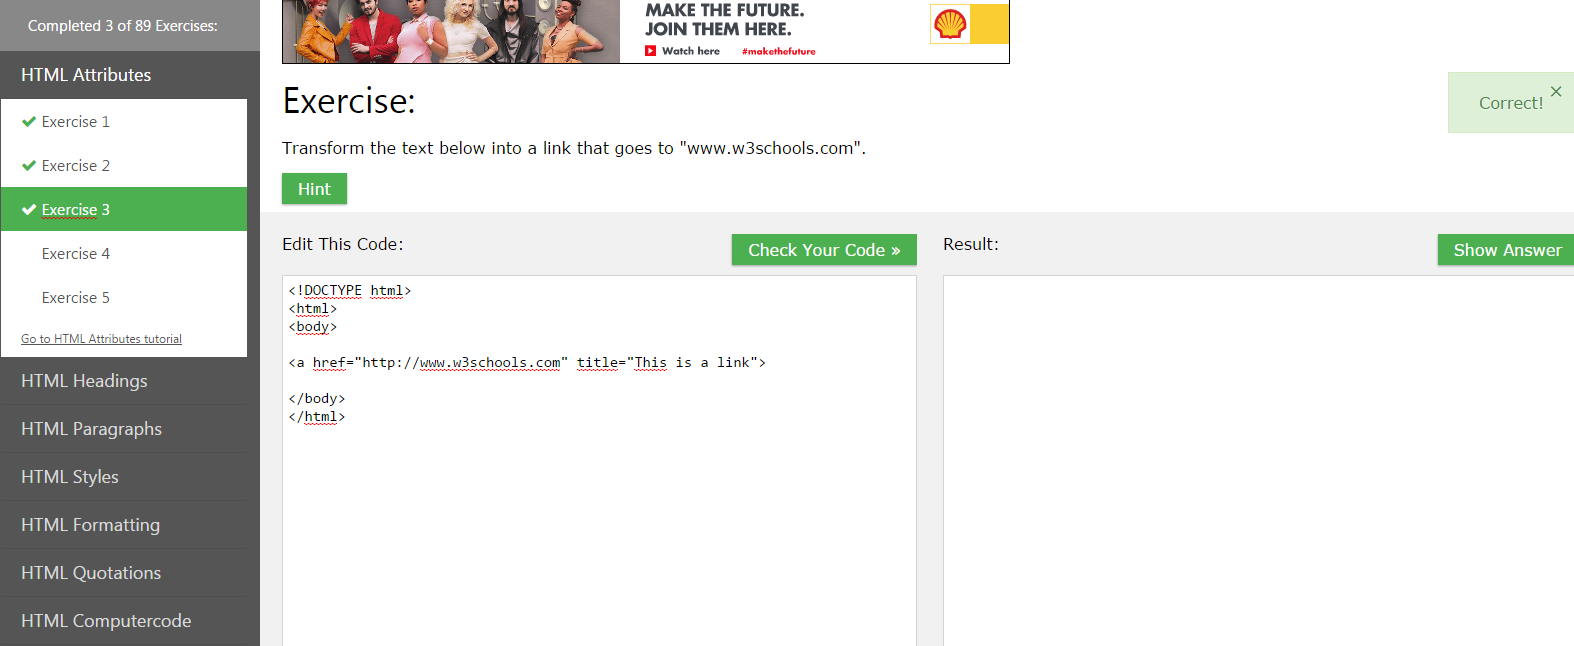 Completed 3 of 89 Exercises:
HTML Attributes
Exercise 1
Exercise 2
Exercise 3
Exercise 4
Exercise 5
Go to HTML Attributes tutorial
HTML Headings
HTML Paragraphs
HTML Styles
HTML Formatting
HTML Quotations
HTML Computercode
MAKE THE FUTURE.
JOIN THEM HERE.
Watch here #makethefuture
Exercise:
Correct! ×
Transform the text below into a link that goes to "www.w3schools.com".
Hint
Edit This Code:
Check Your Code »
<!DOCTYPE html>
<html>
<body>
<a href="http://www.w3schools.com" title="This is a link">
</body>
</html>
Result:
Show Answer